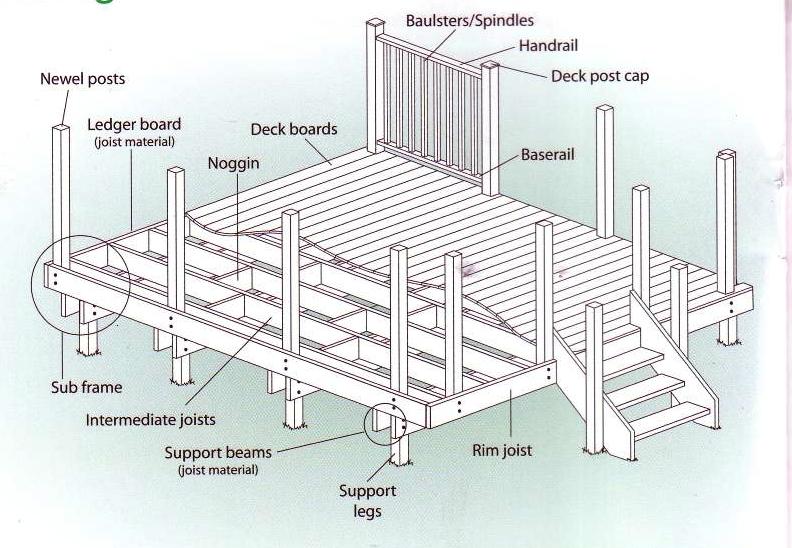 Baulsters/Spindles
Handrail
Deck post cap
Newel posts
Ledger board
(joist material)
Deck boards
Noggin
Baserail
Sub frame
Intermediate joists
Support beams
(joist material)
Rim joist
Support
legs